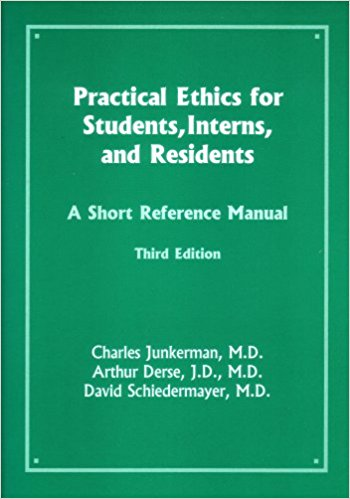 Practical Ethics for
Students, Interns,
and Residents
A Short Reference Manual
Third Edition
Charles Junkerman, M.D.
Arthur Derse, J.D., M.D.
David Schiedermayer, M.D.